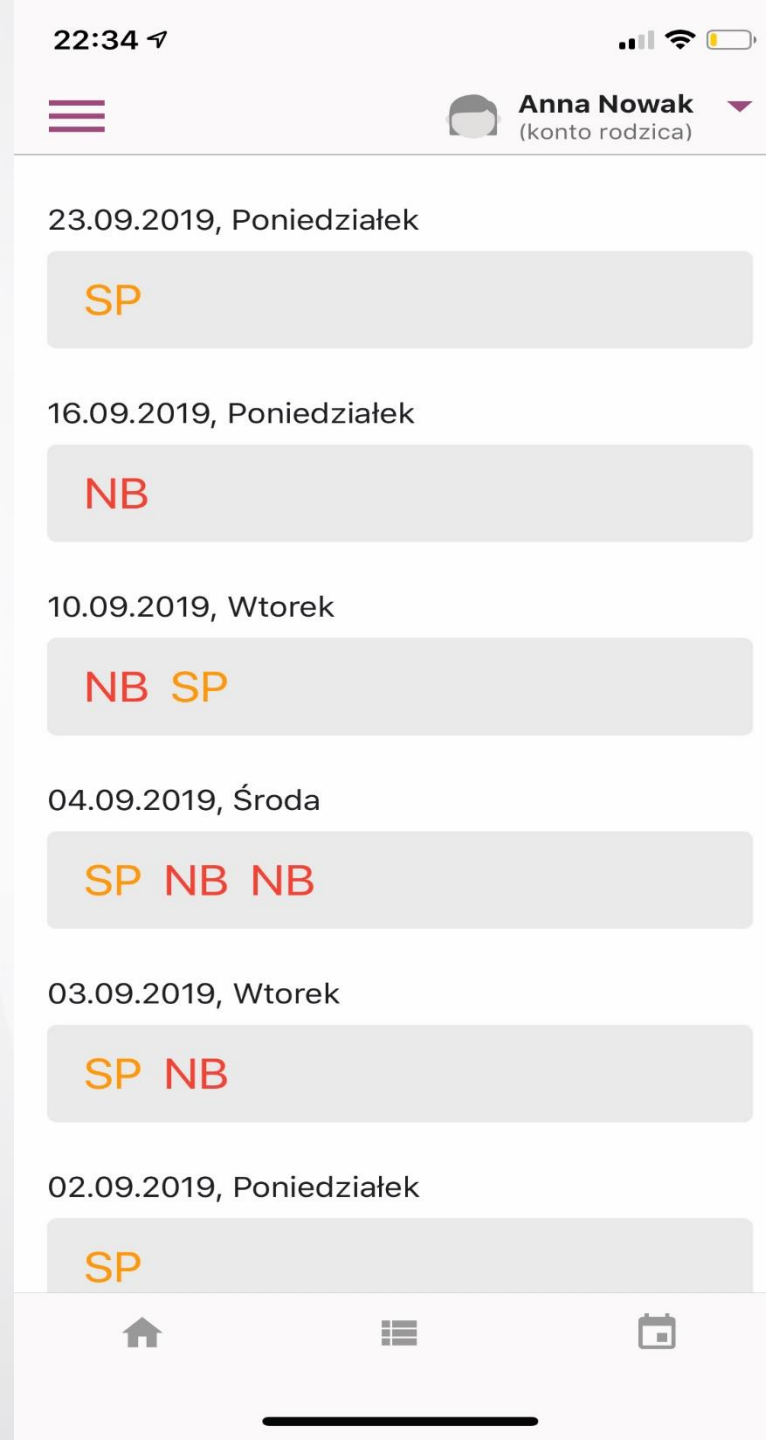 22:34
Anna Nowak
(konto rodzica)
23.09.2019, Poniedziałek
SP
16.09.2019, Poniedziałek
NB
10.09.2019, Wtorek
NB SP
04.09.2019, Środa
SP NB NB
03.09.2019, Wtorek
SP NB
02.09.2019, Poniedziałek
SP